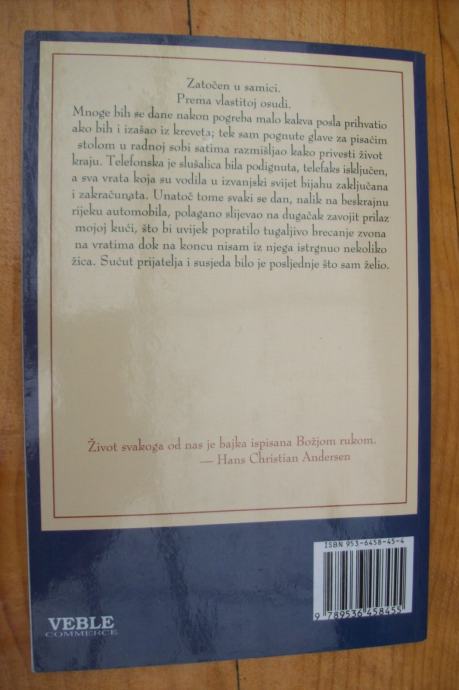 Zatočen u samici.
Prema vlastitoj osudi.
Mnoge bih se dane nakon pogreba malo kakva posla prihvatio
ako bih i izašao iz kreveta; tek sam pognute glave za pisaćim
stolom u radnoj sobi satima razmišljao kako privesti život
kraju. Telefonska je slušalica bila podignuta, telefaks isključen,
a sva vrata koja su vodila u izvanjski svijet bijahu zaključana
i zakračunata. Unatoč tome svaki se dan, nalik na beskrajnu
rijeku automobila, polagano slijevao na dugačak zavojit prilaz
mojoj kući, što bi uvijek popratilo tugaljivo brecanje zvona
na vratima dok na koncu nisam iz njega istrgnuo nekoliko
žica. Sućut prijatelja i susjeda bilo je posljednje što sam želio.
Život svakoga od nas je bajka ispisana Božjom rukom.
— Hans Christian Andersen
ISBN 953-6458-45-4
9 789536 458455
VEBLE
COMMERCE